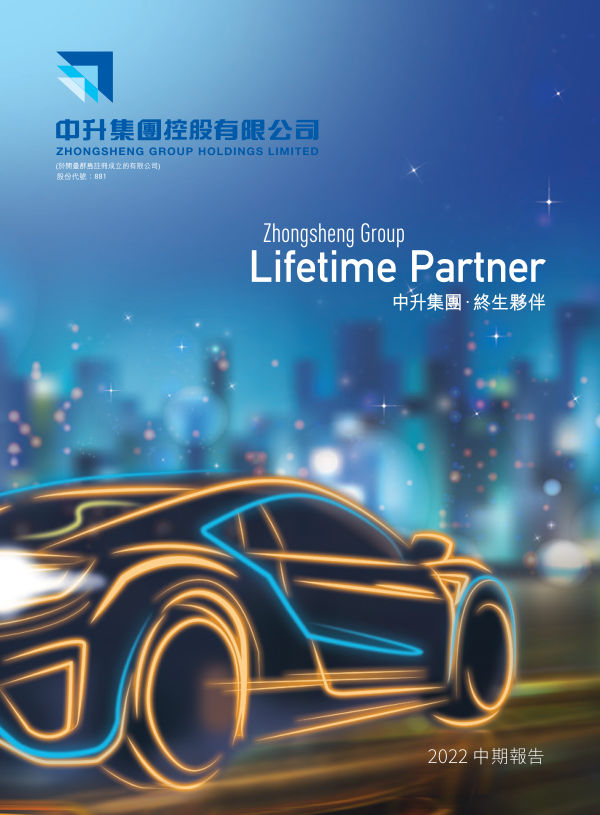 中升集團控股有限公司
ZHONGSHENG GROUP HOLDINGS LIMITED
(於開曼群島註冊成立的有限公司)
股份代號：881
Zhongsheng Group
Lifetime Partner
中升集團 · 終生夥伴
2022 中期報告